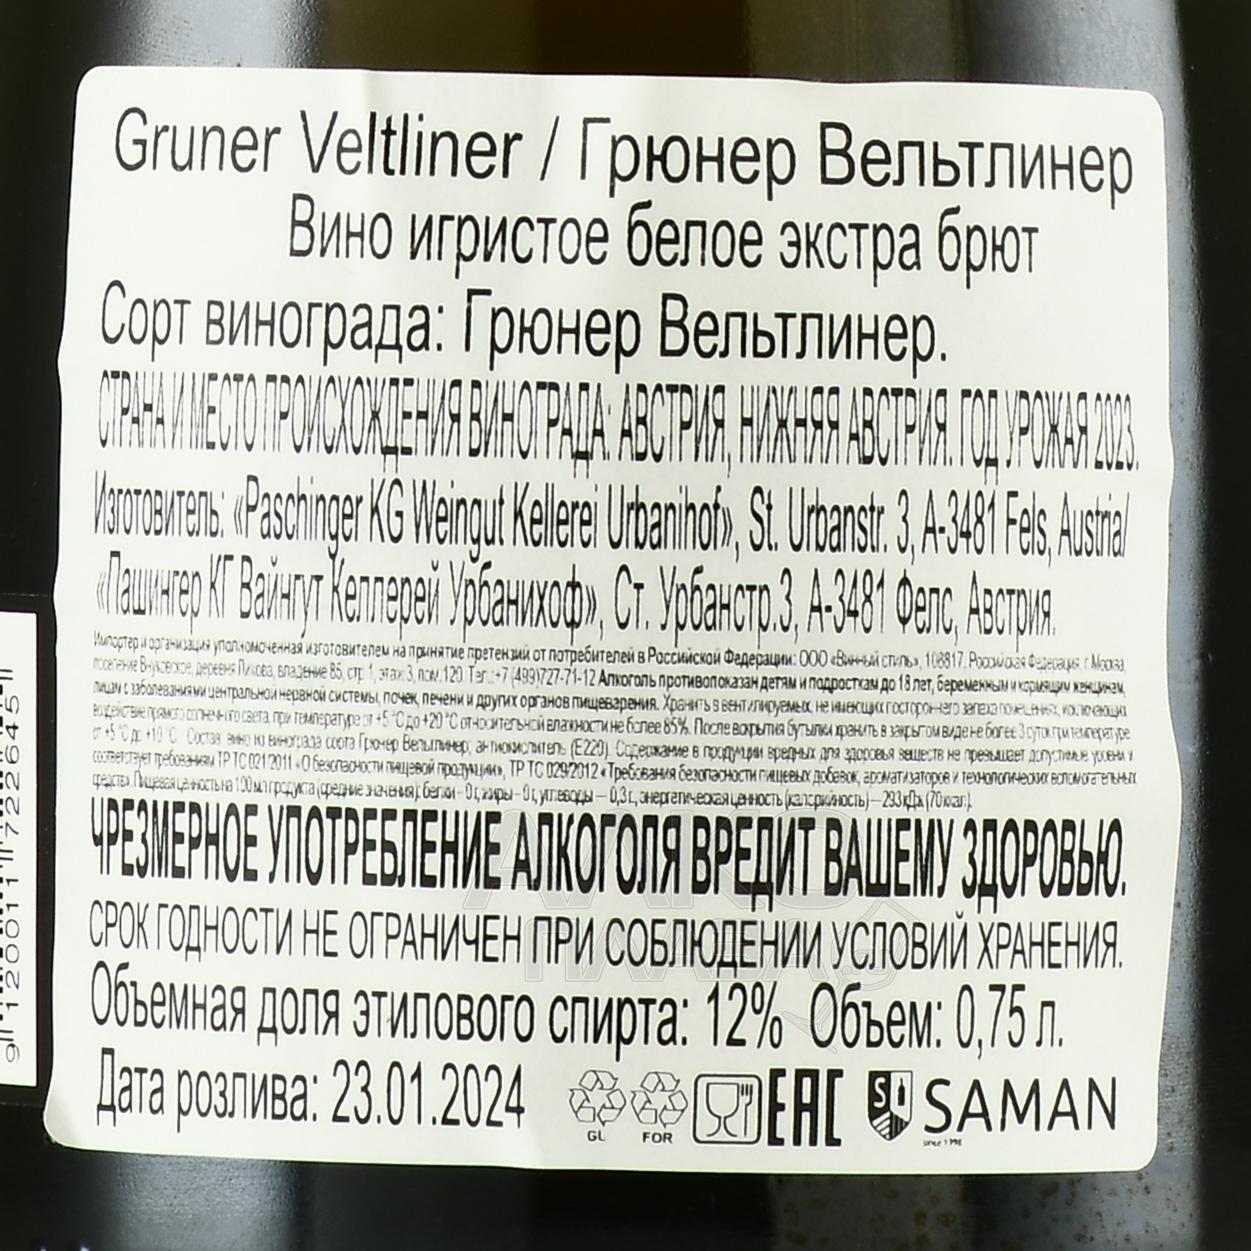 Gruner Veltliner / Грюнер Вельтлинер
Вино игристое белое экстра брют
Сорт винограда: Грюнер Вельтлинер.
СТРАНА И МЕСТО ПРОИСХОЖДЕНИЯ ВИНОГРАДА: АВСТРИЯ, НИЖНЯЯ АВСТРИЯ. ГОД УРОЖАЯ 2023.
Изготовитель: «Paschinger KG Weingut Kellerei Urbanihof», St. Urbanstr. 3, A-3481 Fels, Austria/
«Пашингер КГ Вайнгут Келлерей Урбанихоф», Ст. Урбанстр.3, А-3481 Фелс, Австрия.
Импортер и организация уполномоченная изготовителем на принятие претензий от потребителей в Российской Федерации: ООО «Винный стиль», 108817, Российская Федерация, г. Москва,
поселение Внуковское, деревня Пыхова, владение 85, стр. 1, этаж 3, пом. 120. Тел.: +7 (499)727-71-12 Алкоголь противопоказан детям и подросткам до 18 лет, беременным и кормящим женщинам,
лицам с заболеваниями центральной нервной системы, почек, печени и других органов пищеварения. Хранить в вентилируемых, не имеющих постороннего запаха помещениях, исключающих
воздействие прямого солнечного света, при температуре от +5 °С до +20 °С относительной влажности не более 85%. После вскрытия бутылки хранить в закрытом виде не более 3 суток при температуре
от +5 °С до +10 °С. Состав: вино из винограда сорта Грюнер Вельтлинер, антиокислитель (Е220). Содержание в продукции вредных для здоровья веществ не превышает допустимые уровни и
соответствует требованиям ТР ТС 021/2011 «О безопасности пищевой продукции», ТР ТС 029/2012 «Требования безопасности пищевых добавок, ароматизаторов и технологических вспомогательных
средств». Пищевая ценность на 100 мл продукта (средние значения): белки – 0 г, жиры – 0 г, углеводы – 0,3 г., энергетическая ценность (калорийность) – 293 кДж (70 ккал).
ЧРЕЗМЕРНОЕ УПОТРЕБЛЕНИЕ АЛКОГОЛЯ ВРЕДИТ ВАШЕМУ ЗДОРОВЬЮ.
СРОК ГОДНОСТИ НЕ ОГРАНИЧЕН ПРИ СОБЛЮДЕНИИ УСЛОВИЙ ХРАНЕНИЯ.
Объемная доля этилового спирта: 12% Объем: 0,75 л.
Дата розлива: 23.01.2024
GL FOR EAC S SAMAN
since 1998
9 120011 722645